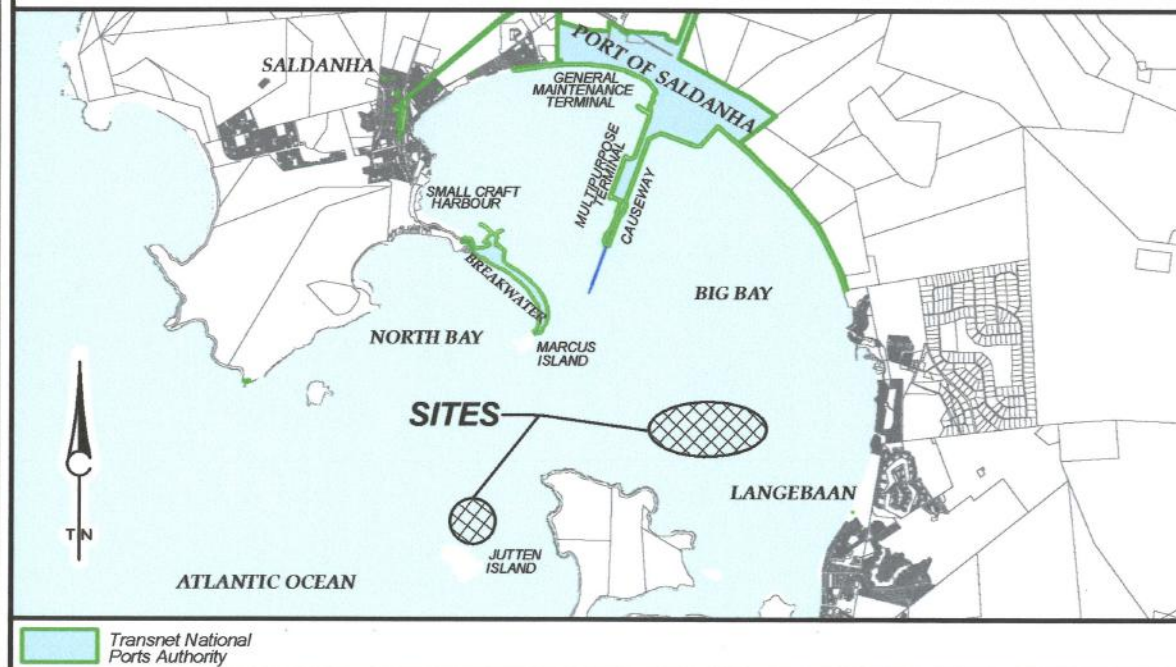 SALDANHA
PORT OF SALDANHA
GENERAL
MAINTENANCE
TERMINAL
MULTIPURPOSE
TERMINAL
CAUSEWAY
SMALL CRAFT
HARBOUR
BREAKWATER
BIG BAY
NORTH BAY
MARCUS
ISLAND
SITES
LANGEBAAN
TN
JUTTEN
ISLAND
ATLANTIC OCEAN
Transnet National
Ports Authority